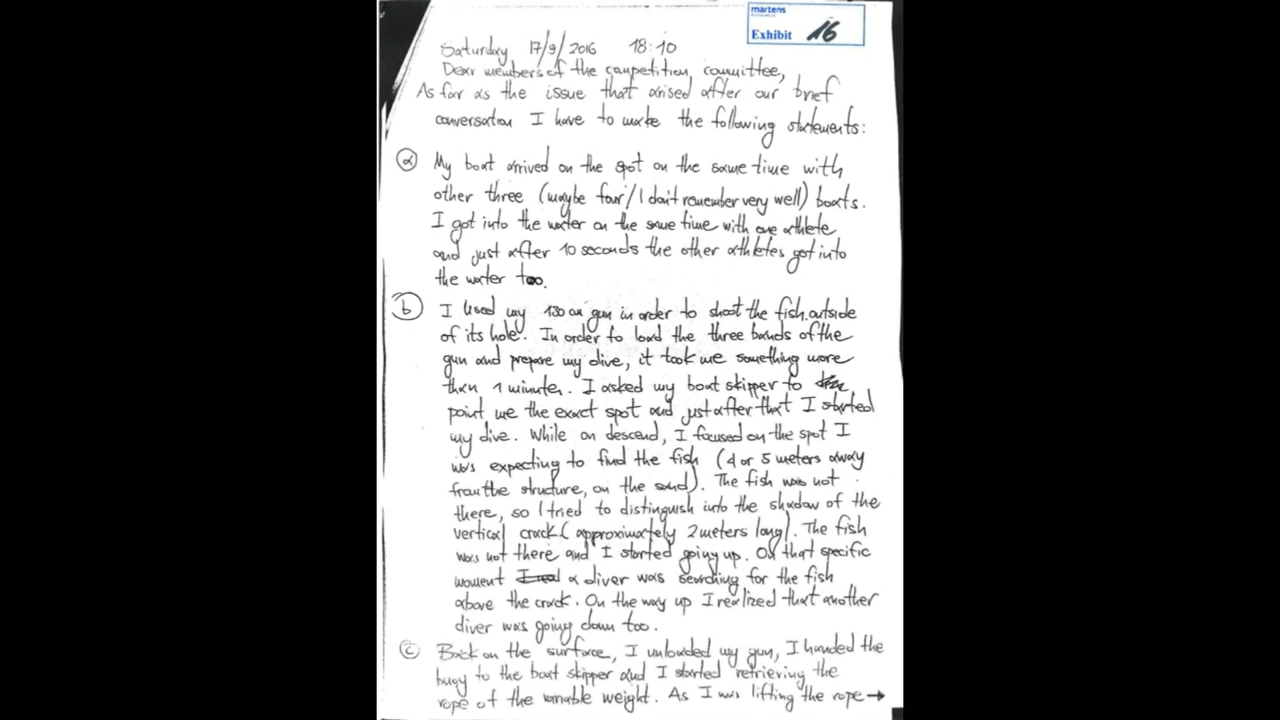 martens
Exhibit 16
Saturday 17/9/2016 18:10
Dear members of the competition committee,
As far as the issue that arised after our brief
conversation I have to make the following statements:
a My boat arrived on the spot on the same time with
other three (maybe four/I don't remember very well) boats.
I got into the water on the same time with one athlete
and just after 10 seconds the other athletes got into
the water too.
b I used my 130 cm gun in order to shoot the fish outside
of its hole. In order to load the three bands of the
gun and prepare my dive, it took me something more
than 1 minute. I asked my boat skipper to
point me the exact spot and just after that I started
my dive. While on descend, I focused on the spot I
was expecting to find the fish (4 or 5 meters away
from the structure, on the sand). The fish was not
there, so I tried to distinguish into the shadow of the
vertical crack (approximately 2 meters long). The fish
was not there and I started going up. On that specific
moment a diver was searching for the fish
above the crack. On the way up I realized that another
diver was going down too.
c Back on the surface, I unloaded my gun, I handed the
buoy to the boat skipper and I started retrieving the
rope of the variable weight. As I was lifting the rope →